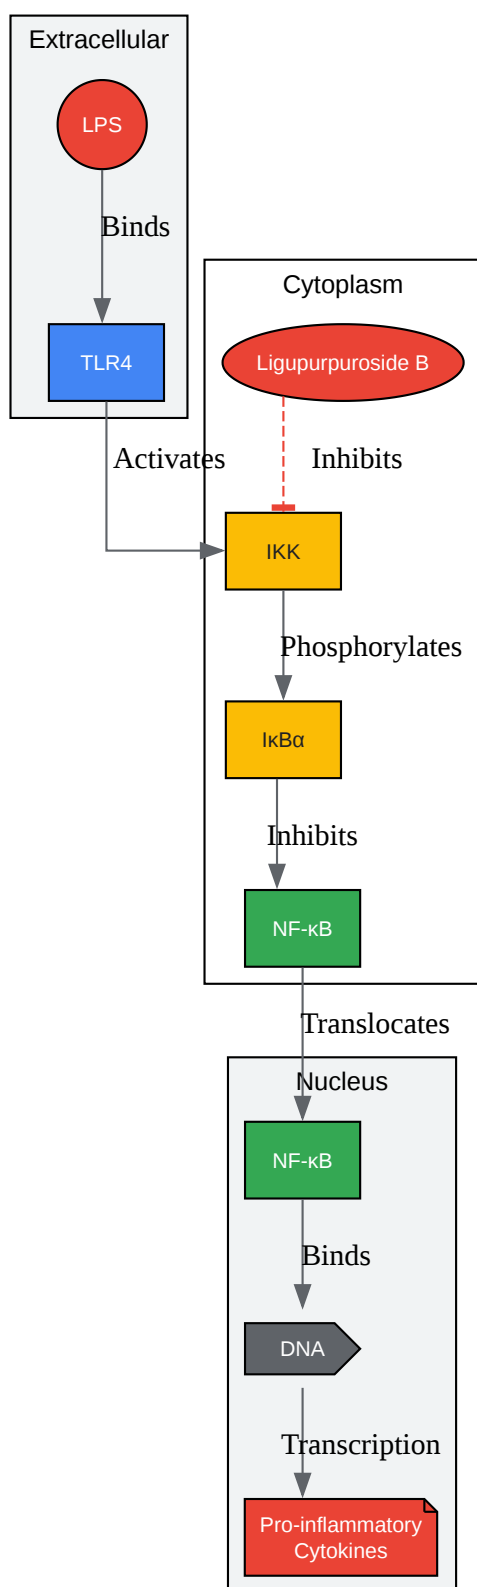 Extracellular
LPS
Binds
TLR4
Activates
Cytoplasm
Ligupurpuroside B
Inhibits
IKK
Phosphorylates
IκBα
Inhibits
NF-κB
Translocates
Nucleus
NF-κB
Binds
DNA
Transcription
Pro-inflammatory
Cytokines